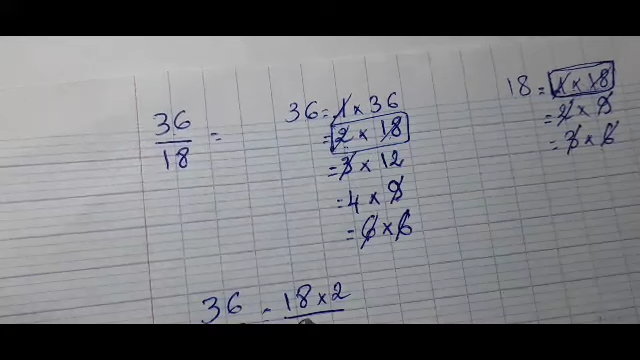 36/18 =
36 = 1 × 36
= 2 × 18
= 3 × 12
= 4 × 9
= 6 × 6
18 = 1 × 18
= 2 × 9
= 3 × 6
36 = 18 × 2